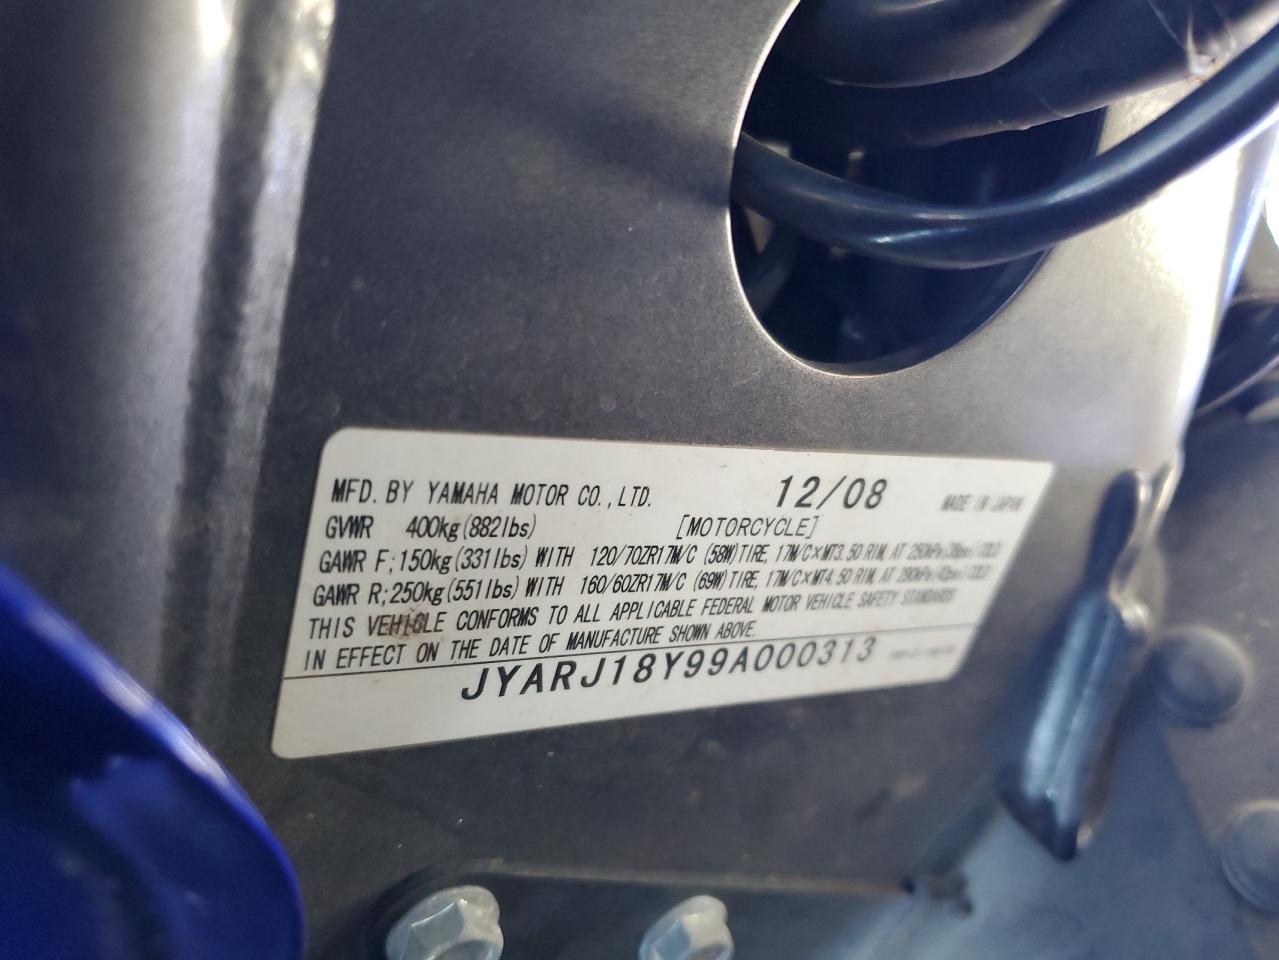 MFD. BY YAMAHA MOTOR CO., LTD. 12/08 MADE IN JAPAN
GVWR 400kg (882lbs) [MOTORCYCLE]
GAWR F; 150kg (331lbs) WITH 120/70ZR17M/C (58W) TIRE, 17M/C×MT3.50 RIM, AT 250kPa (36psi) COLD
GAWR R; 250kg (551lbs) WITH 160/60ZR17M/C (69W) TIRE, 17M/C×MT4.50 RIM, AT 290kPa (42psi) COLD
THIS VEHICLE CONFORMS TO ALL APPLICABLE FEDERAL MOTOR VEHICLE SAFETY STANDARDS
IN EFFECT ON THE DATE OF MANUFACTURE SHOWN ABOVE.
JYARJ18Y99A000313